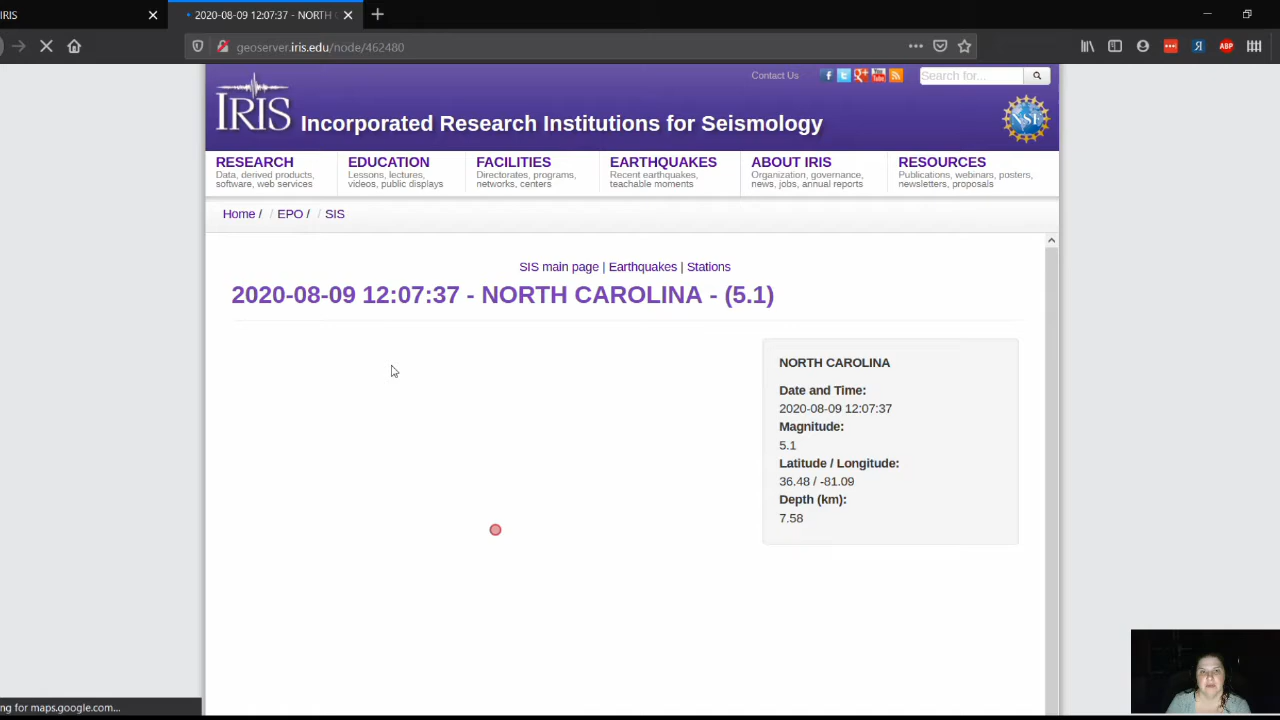 IRIS
2020-08-09 12:07:37 - NORTH C
geoserver.iris.edu/node/462480
ABP
Contact Us
Search for...
IRIS Incorporated Research Institutions for Seismology
NSF
RESEARCH
Data, derived products,
software, web services
EDUCATION
Lessons, lectures,
videos, public displays
FACILITIES
Directorates, programs,
networks, centers
EARTHQUAKES
Recent earthquakes,
teachable moments
ABOUT IRIS
Organization, governance,
news, jobs, annual reports
RESOURCES
Publications, webinars, posters,
newsletters, proposals
Home / / EPO / / SIS
SIS main page | Earthquakes | Stations
2020-08-09 12:07:37 - NORTH CAROLINA - (5.1)
NORTH CAROLINA
Date and Time:
2020-08-09 12:07:37
Magnitude:
5.1
Latitude / Longitude:
36.48 / -81.09
Depth (km):
7.58
ng for maps.google.com...